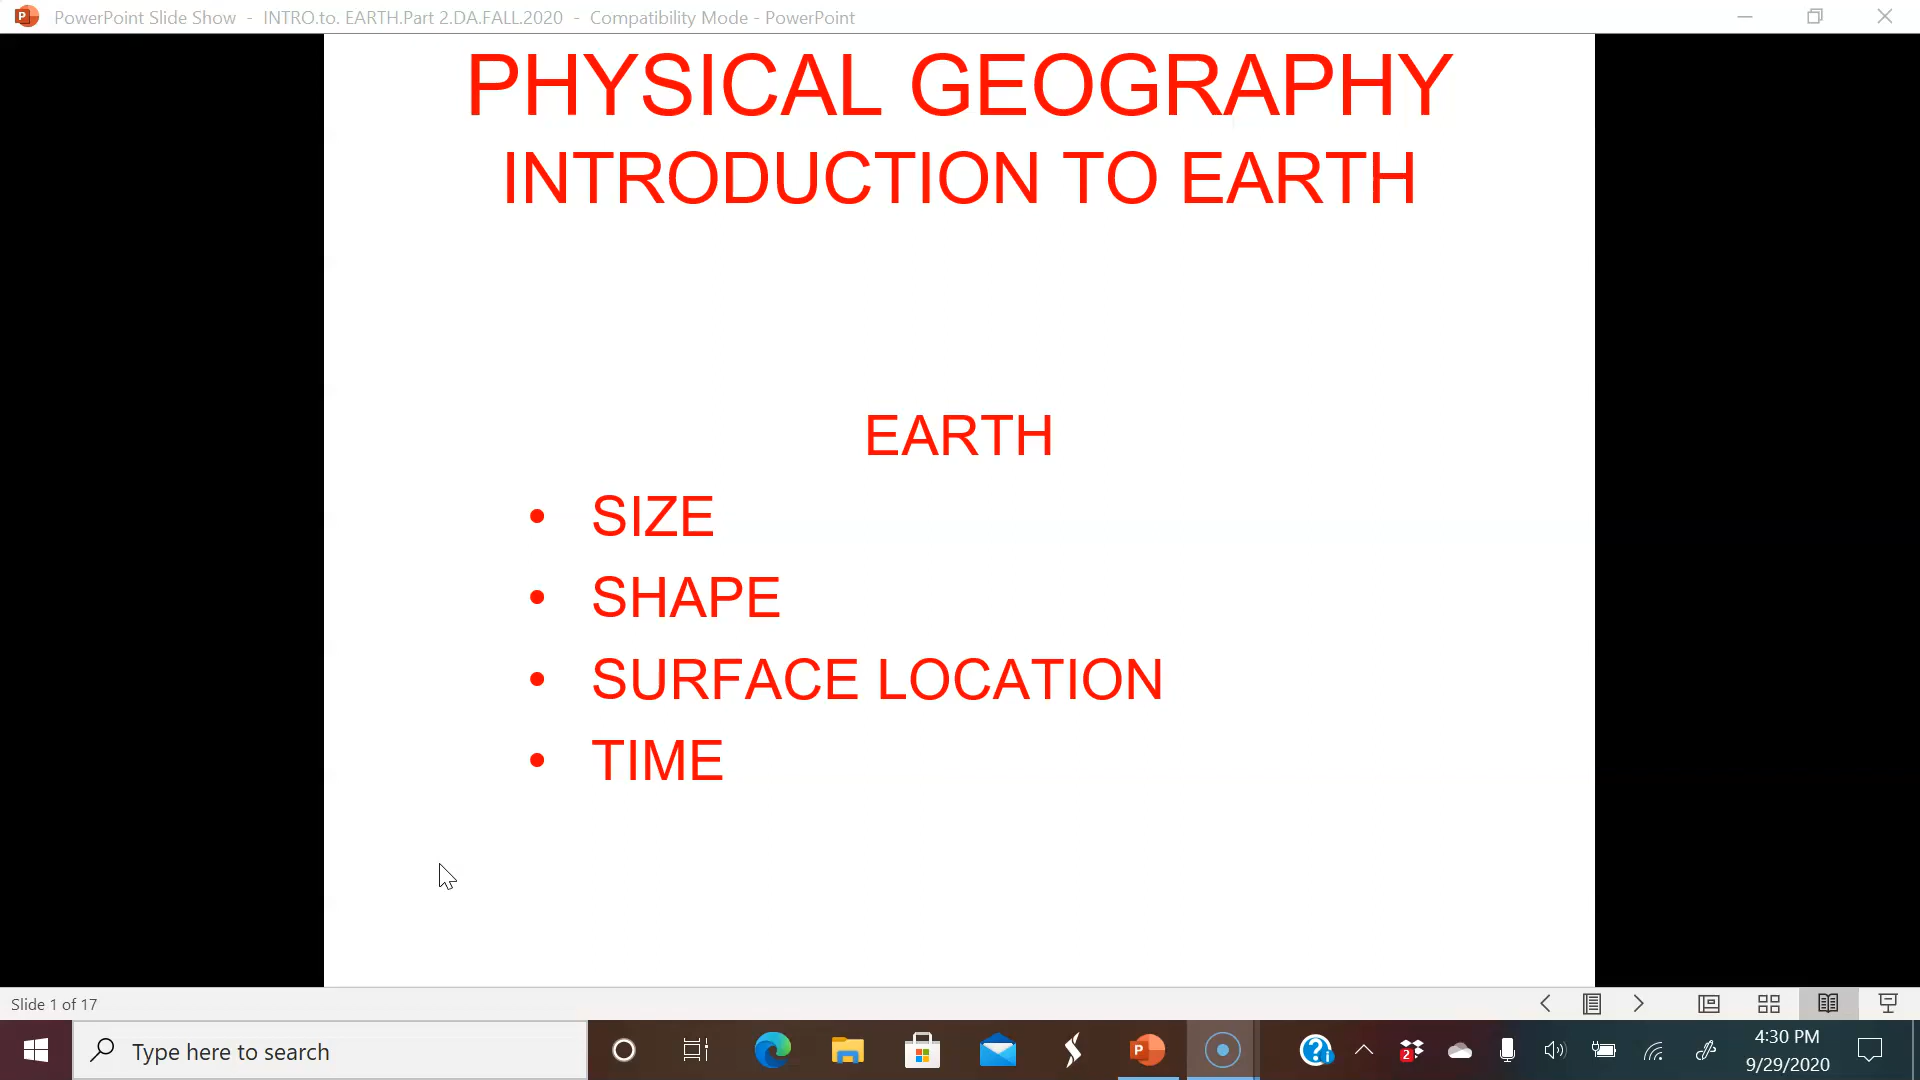 PowerPoint Slide Show - INTRO.to. EARTH.Part 2.DA.FALL.2020 - Compatibility Mode - PowerPoint
PHYSICAL GEOGRAPHY
INTRODUCTION TO EARTH
EARTH
• SIZE
• SHAPE
• SURFACE LOCATION
• TIME
Slide 1 of 17
Type here to search
4:30 PM
9/29/2020